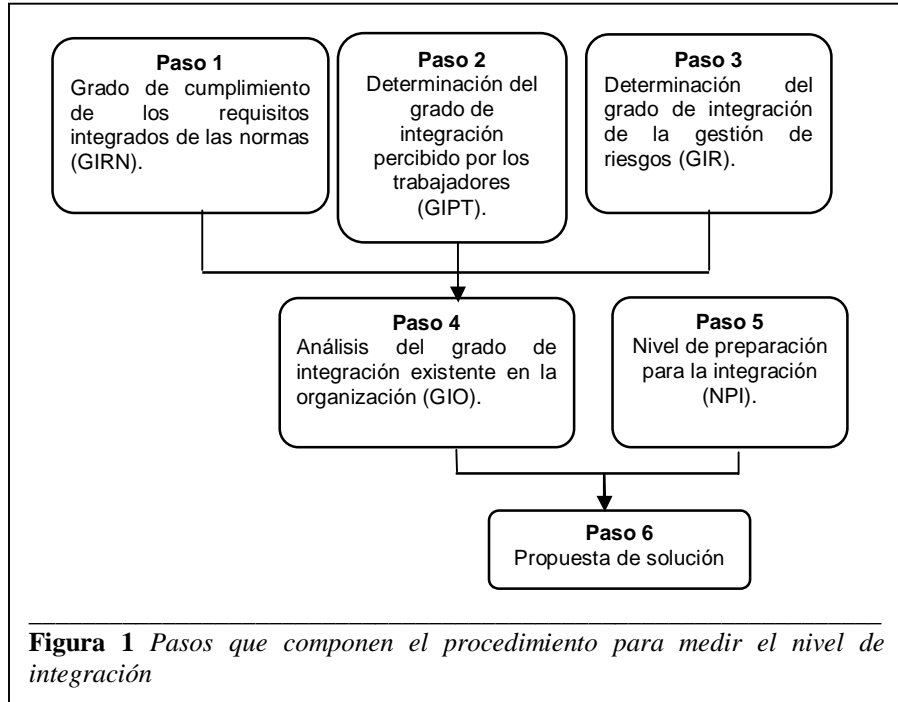 Paso 1
Grado de cumplimiento
de los requisitos
integrados de las normas
(GIRN).
Paso 2
Determinación del
grado de
integración
percibido por los
trabajadores
(GIPT).
Paso 3
Determinación del
grado de integración
de la gestión de
riesgos (GIR).
Paso 4
Análisis del grado de
integración existente en la
organización (GIO).
Paso 5
Nivel de preparación
para la integración
(NPI).
Paso 6
Propuesta de solución
Figura 1 Pasos que componen el procedimiento para medir el nivel de
integración